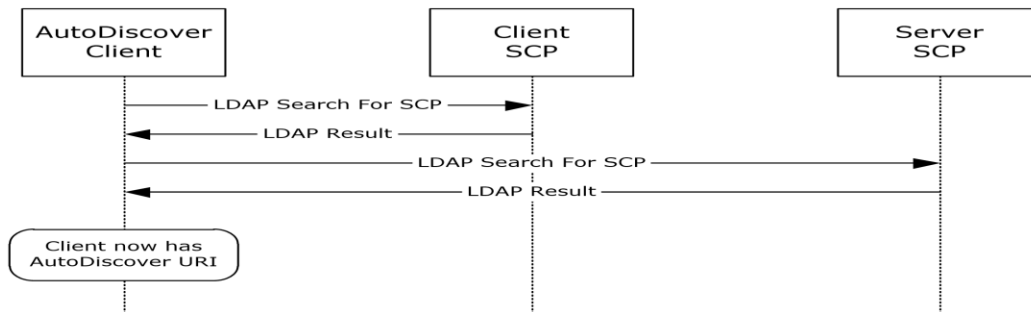 AutoDiscover
Client
Client
SCP
Server
SCP
LDAP Search For SCP
LDAP Result
LDAP Search For SCP
LDAP Result
Client now has
AutoDiscover URI